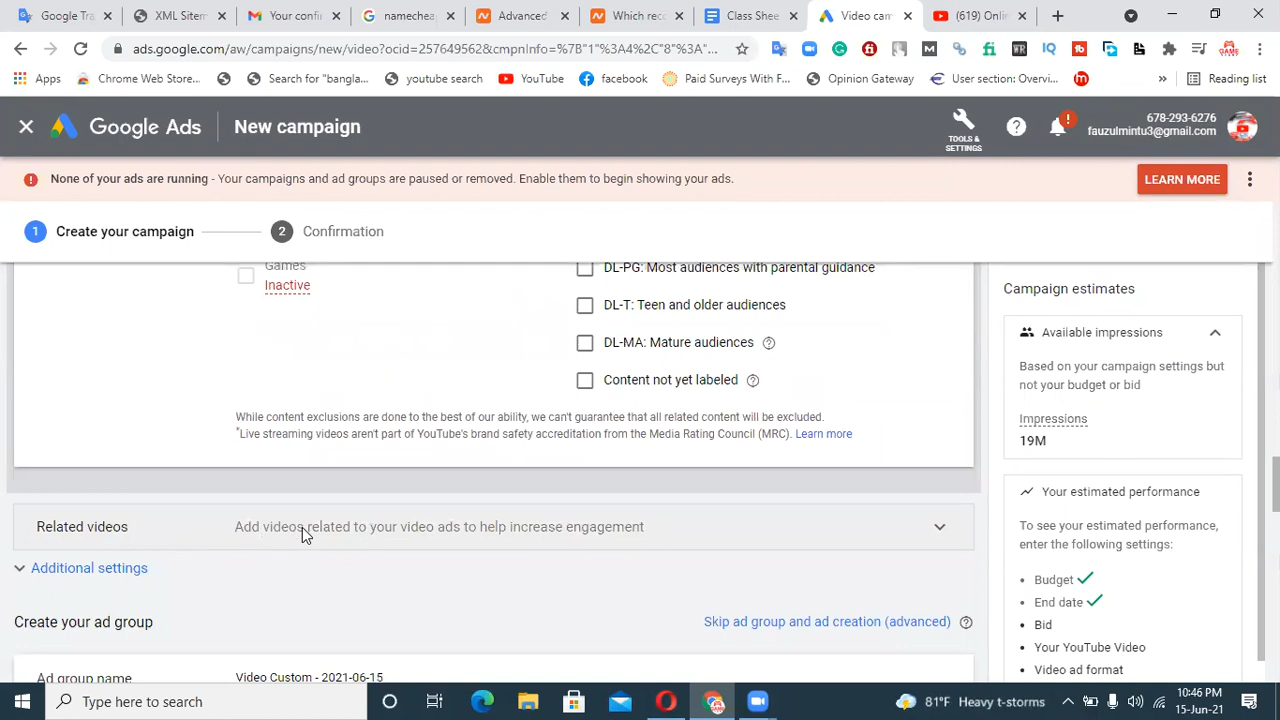 Google Tra
XML Sitem
Your confi
namechea
Advanced
Which reco
Class Shee
Video cam
(619) Onlin
ads.google.com/aw/campaigns/new/video?ocid=257649562&cmpnInfo=%7B"1"%3A4%2C"8"%3A"...
Apps
Chrome Web Store...
Search for "bangla...
youtube search
YouTube
facebook
Paid Surveys With F...
Opinion Gateway
User section: Overvi...
Reading list
Google Ads
New campaign
TOOLS &
SETTINGS
678-293-6276
fauzulmintu3@gmail.com
None of your ads are running - Your campaigns and ad groups are paused or removed. Enable them to begin showing your ads.
LEARN MORE
1 Create your campaign
2 Confirmation
Games
Inactive
DL-PG: Most audiences with parental guidance
DL-T: Teen and older audiences
DL-MA: Mature audiences
Content not yet labeled
While content exclusions are done to the best of our ability, we can't guarantee that all related content will be excluded.
*Live streaming videos aren't part of YouTube's brand safety accreditation from the Media Rating Council (MRC). Learn more
Related videos
Add videos related to your video ads to help increase engagement
Additional settings
Create your ad group
Skip ad group and ad creation (advanced)
Ad group name
Video Custom - 2021-06-15
Campaign estimates
Available impressions
Based on your campaign settings but
not your budget or bid
Impressions
19M
Your estimated performance
To see your estimated performance,
enter the following settings:
• Budget
• End date
• Bid
• Your YouTube Video
• Video ad format
Type here to search
81°F Heavy t-storms
10:46 PM
15-Jun-21